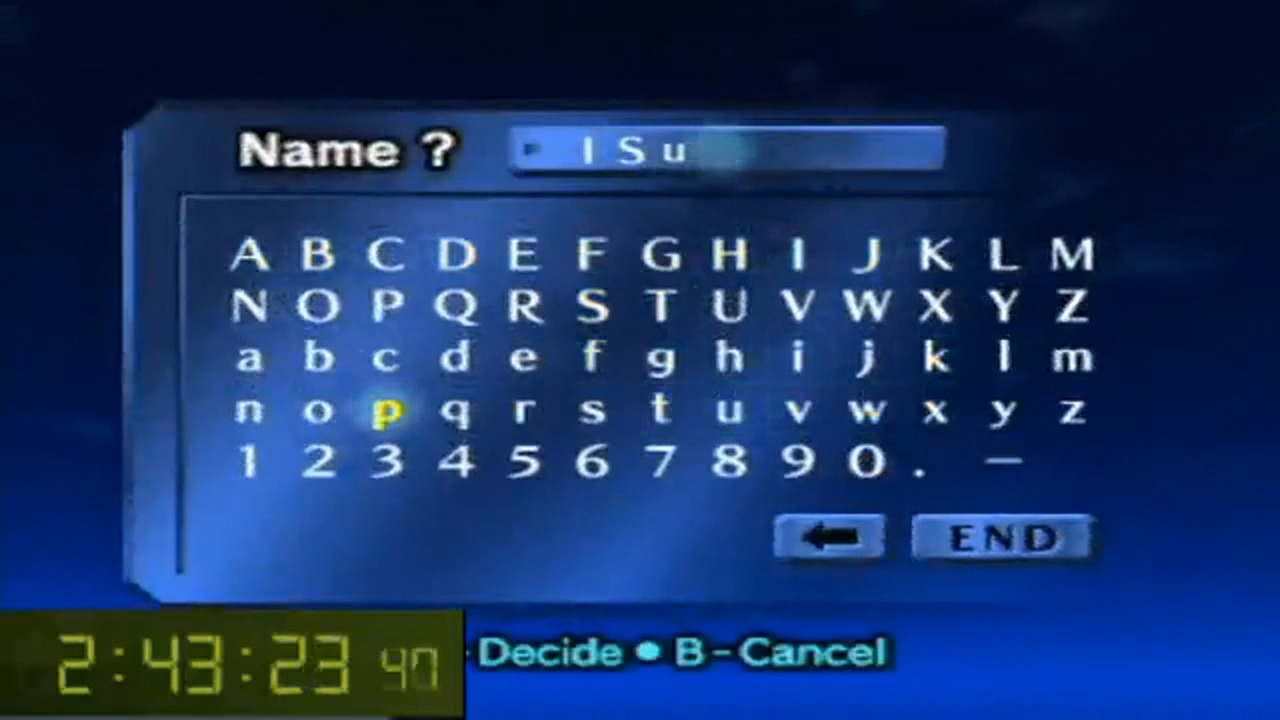 Name ? I S u
A B C D E F G H I J K L M
N O P Q R S T U V W X Y Z
a b c d e f g h i j k l m
n o p q r s t u v w x y z
1 2 3 4 5 6 7 8 9 0 . —
← END
Decide ● B-Cancel
2:43:23 40